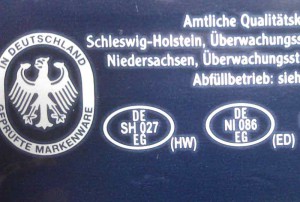 IN DEUTSCHLAND
GEPRÜFTE MARKENWARE
Amtliche Qualitätsk
Schleswig-Holstein, Überwachungss
Niedersachsen, Überwachungsst
Abfüllbetrieb: sieh
DE
SH 027
EG
(HW)
DE
NI 086
EG
(ED)